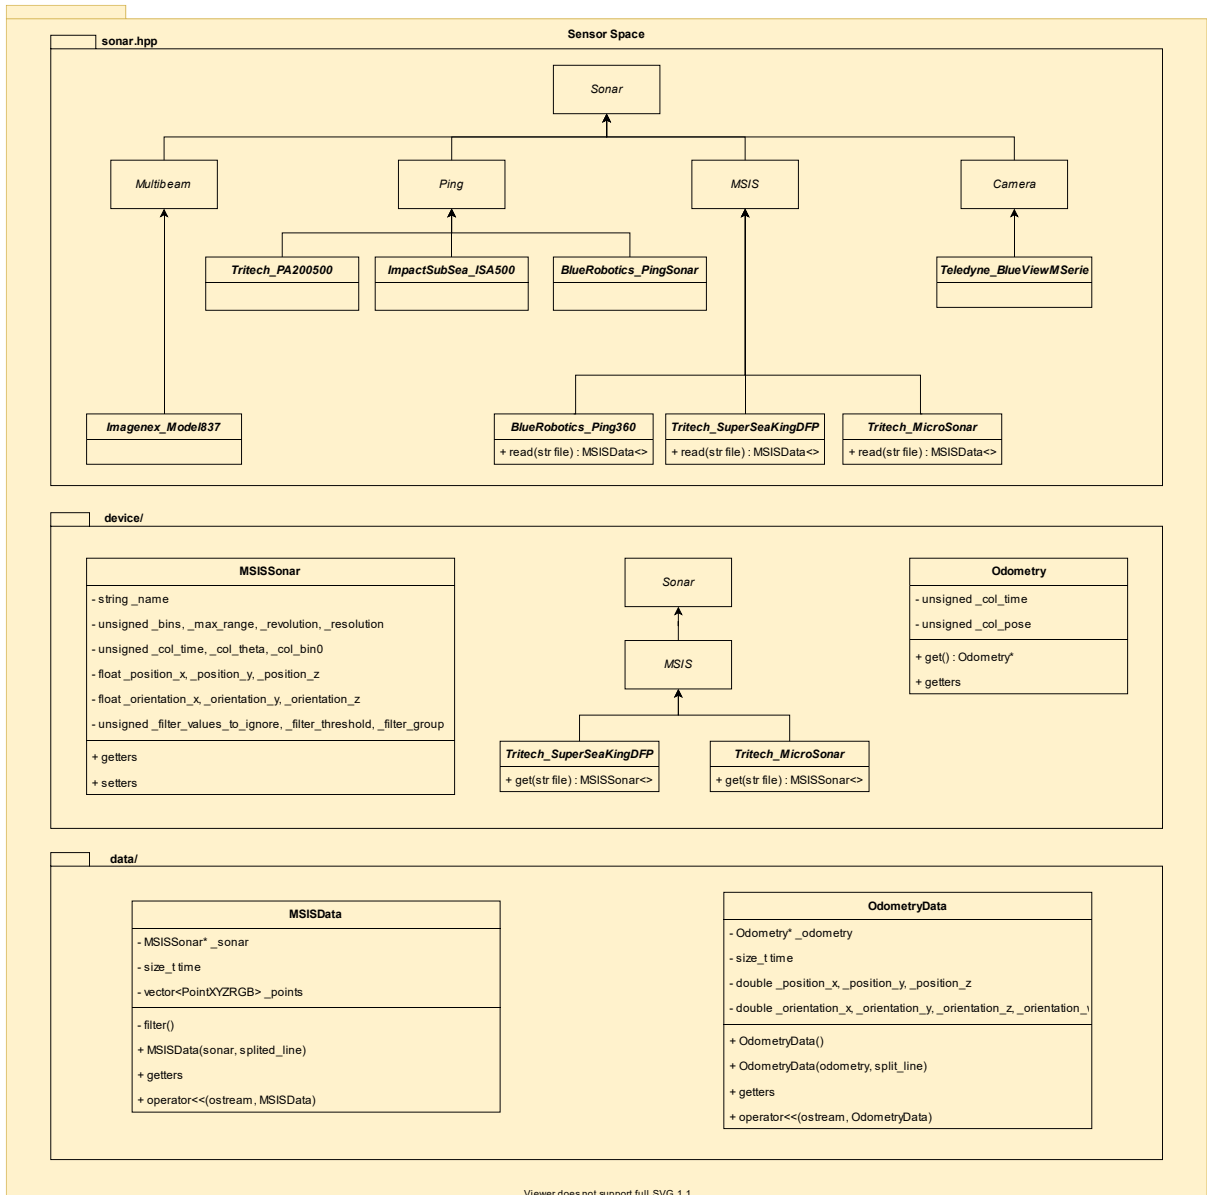 Sensor Space
sonar.hpp
Sonar
Multibeam
Ping
MSIS
Camera
Tritech_PA200500
ImpactSubSea_ISA500
BlueRobotics_PingSonar
Teledyne_BlueViewMSerie
Imagenex_Model837
BlueRobotics_Ping360
+ read(str file) : MSISData<>
Tritech_SuperSeaKingDFP
+ read(str file) : MSISData<>
Tritech_MicroSonar
+ read(str file) : MSISData<>
device/
MSISSonar
- string _name
- unsigned _bins, _max_range, _revolution, _resolution
- unsigned _col_time, _col_theta, _col_bin0
- float _position_x, _position_y, _position_z
- float _orientation_x, _orientation_y, _orientation_z
- unsigned _filter_values_to_ignore, _filter_threshold, _filter_group
+ getters
+ setters
Sonar
MSIS
Tritech_SuperSeaKingDFP
+ get(str file) : MSISSonar<>
Tritech_MicroSonar
+ get(str file) : MSISSonar<>
Odometry
- unsigned _col_time
- unsigned _col_pose
+ get() : Odometry*
+ getters
data/
MSISData
- MSISSonar* _sonar
- size_t time
- vector<PointXYZRGB> _points
- filter()
+ MSISData(sonar, splited_line)
+ getters
+ operator<<(ostream, MSISData)
OdometryData
- Odometry* _odometry
- size_t time
- double _position_x, _position_y, _position_z
- double _orientation_x, _orientation_y, _orientation_z,
+ OdometryData()
+ OdometryData(odometry, split_line)
+ getters
+ operator<<(ostream, OdometryData)
Viewer does not support full SVG 1.1